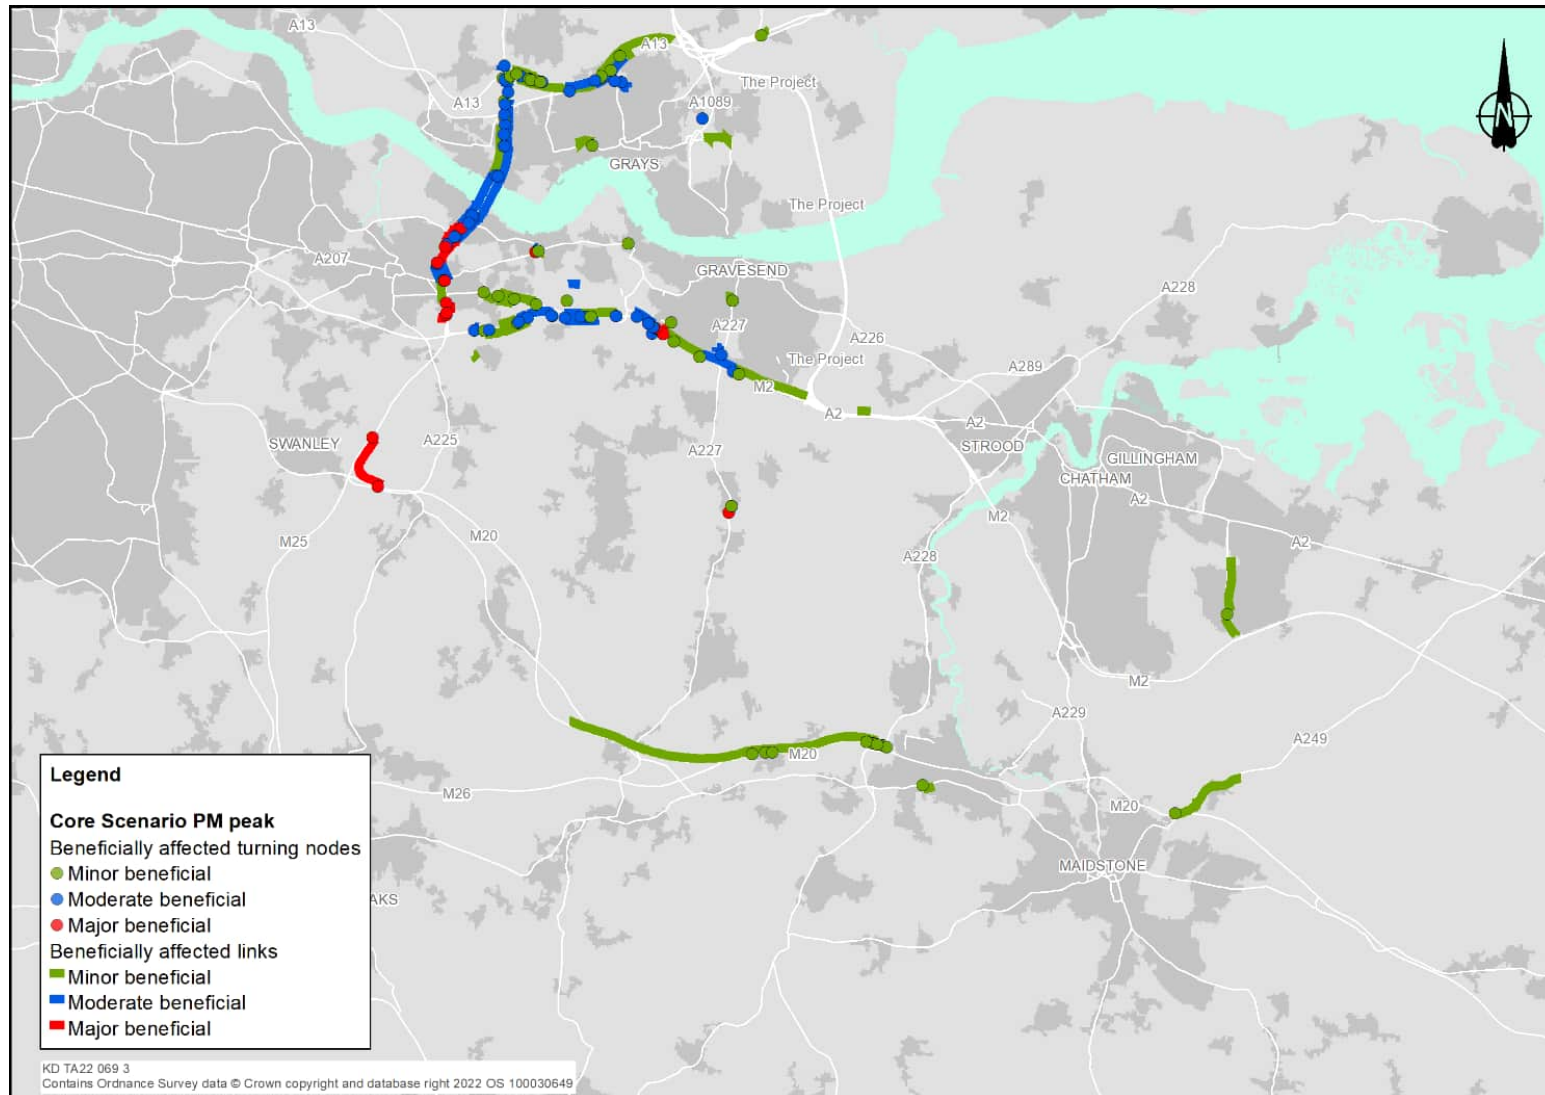 A13
A13
The Project
A13
A1089
GRAYS
The Project
A207
GRAVESEND
A228
A227
A226
The Project
A289
M2
A2
A2
SWANLEY
A225
STROOD
A227
GILLINGHAM
CHATHAM
A2
M2
M25
M20
A2
A228
M2
A229
A249
M20
M26
M20
MAIDSTONE
AKS
Legend
Core Scenario PM peak
Beneficially affected turning nodes
Minor beneficial
Moderate beneficial
Major beneficial
Beneficially affected links
Minor beneficial
Moderate beneficial
Major beneficial
KD TA22 069 3
Contains Ordnance Survey data © Crown copyright and database right 2022 OS 100030649
N